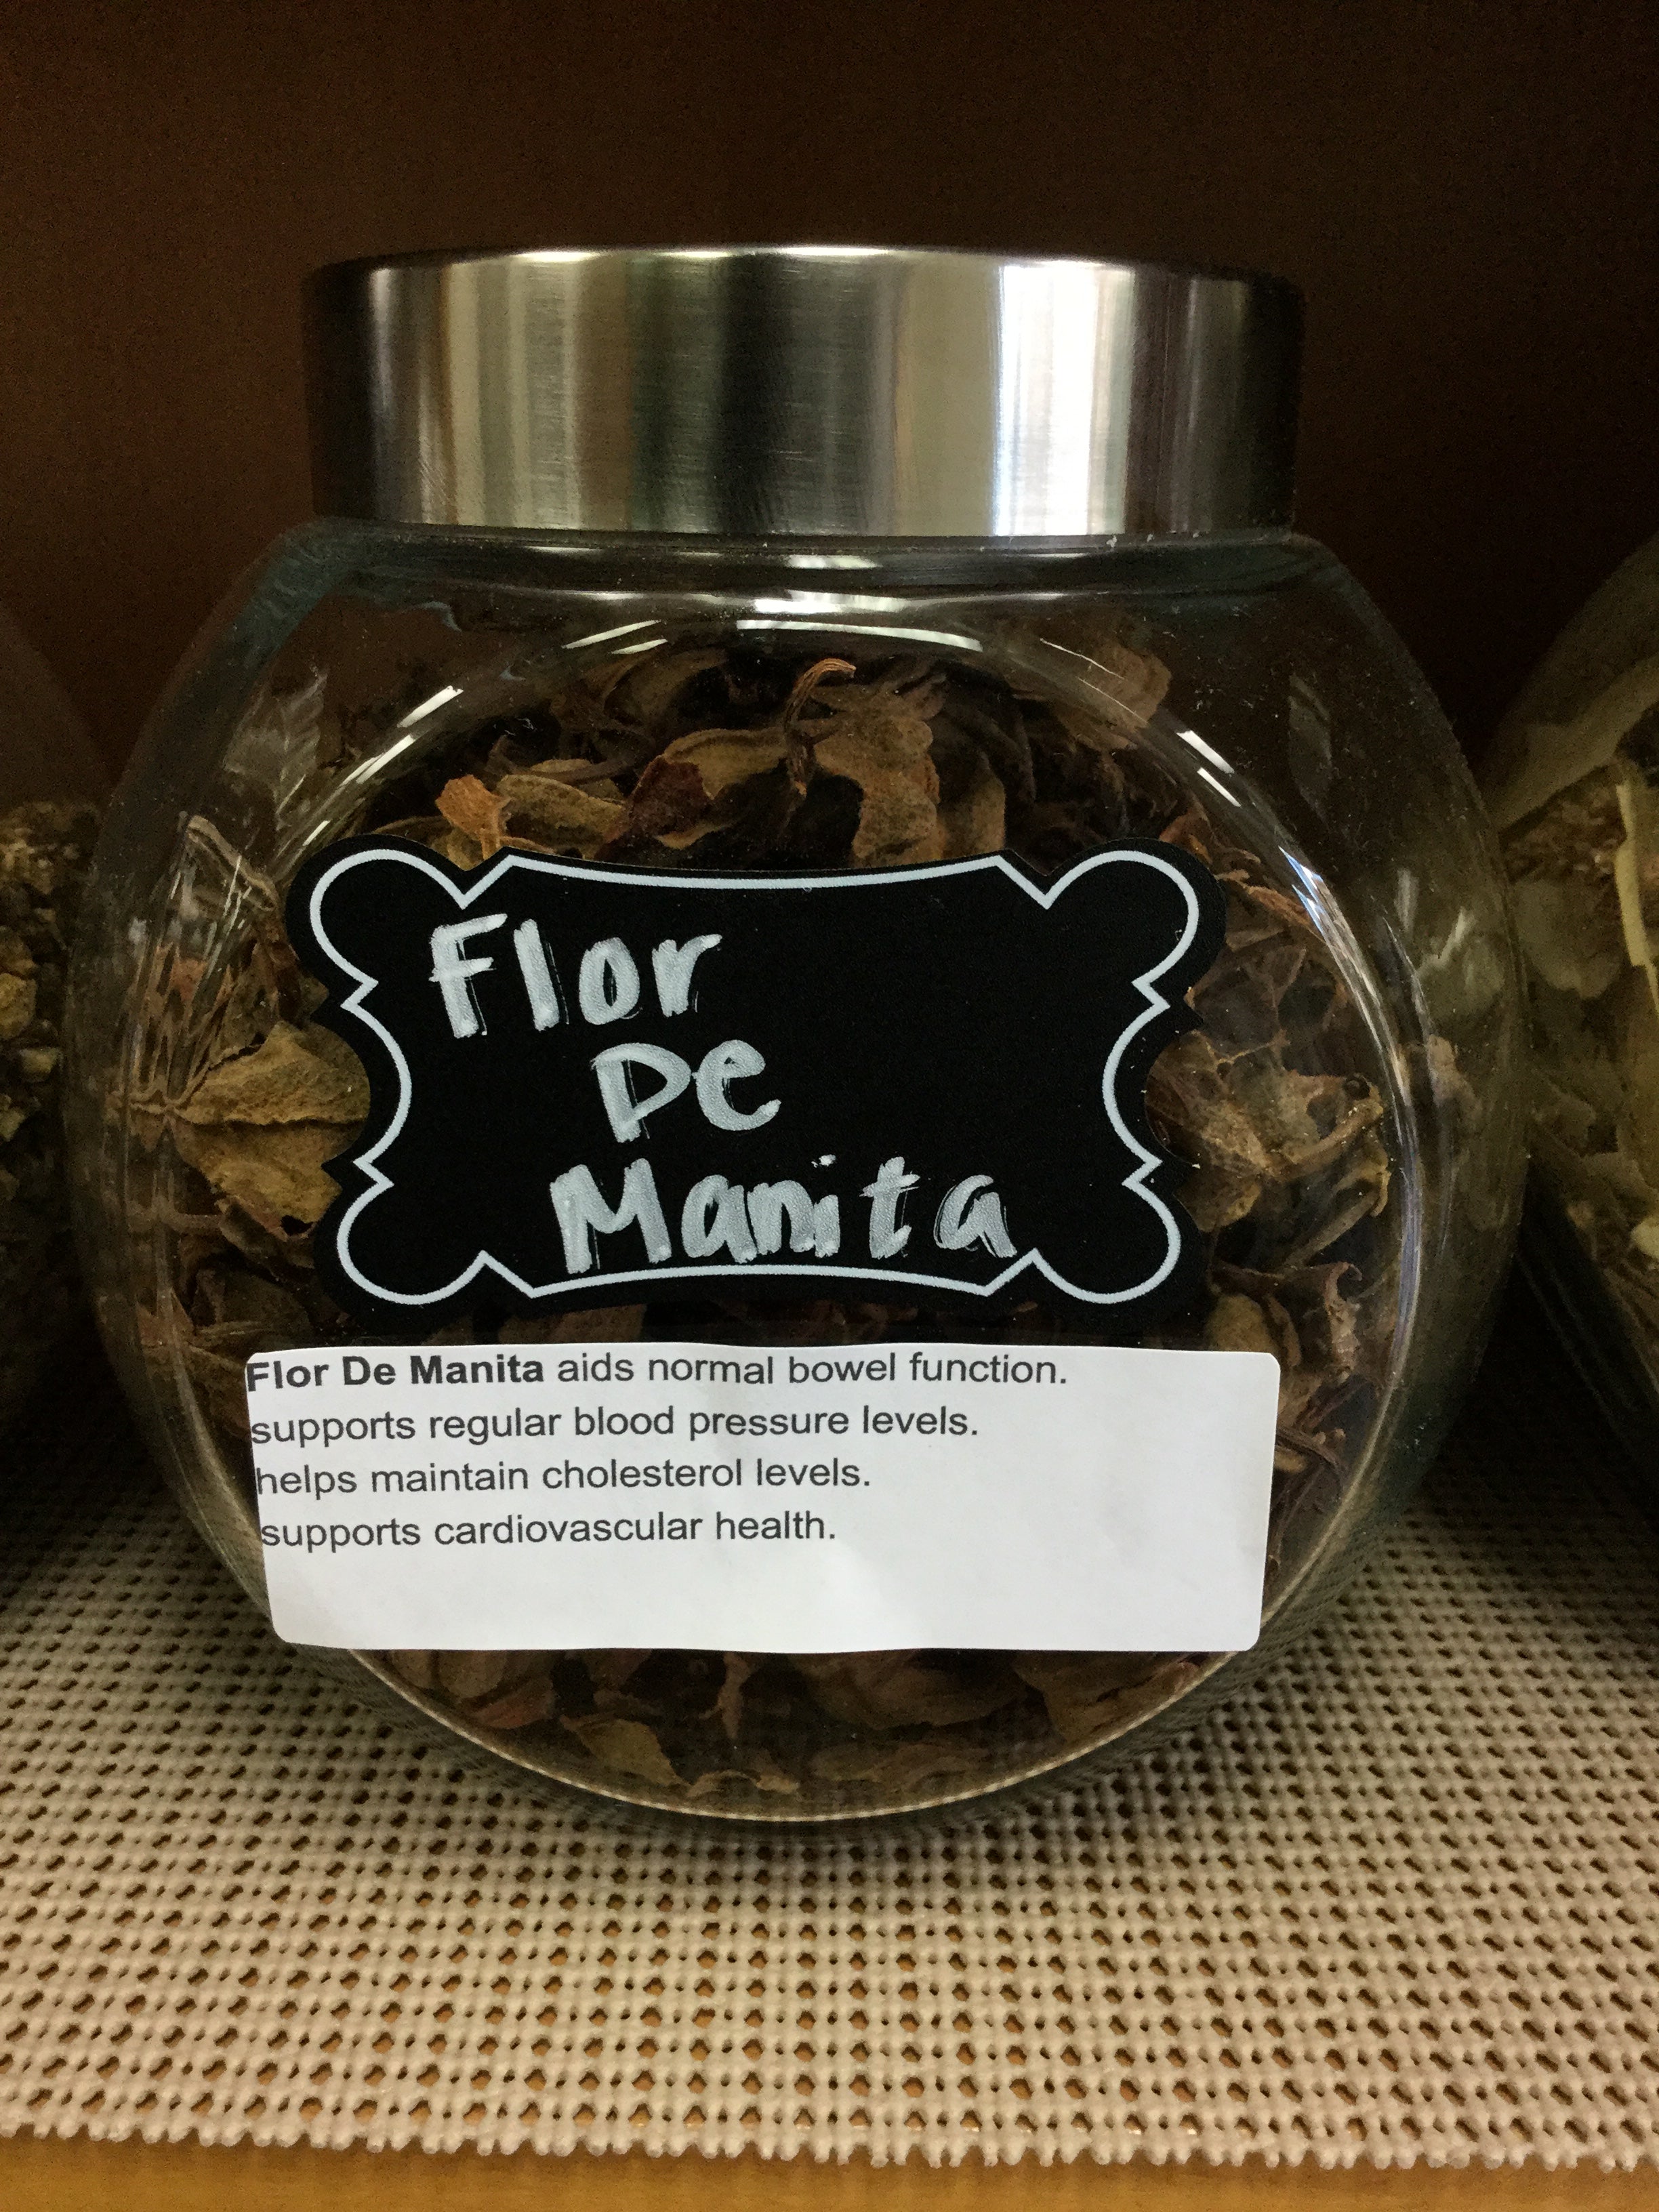 Flor
De
Manita
Flor De Manita aids normal bowel function.
supports regular blood pressure levels.
helps maintain cholesterol levels.
supports cardiovascular health.